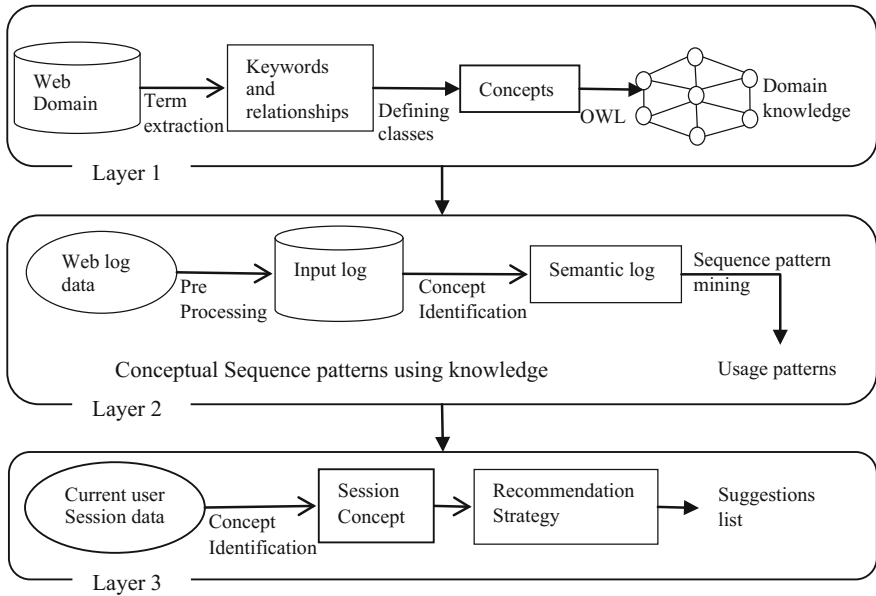 Web
Domain
Term
extraction
Keywords
and
relationships
Defining
classes
Concepts
OWL
Domain
knowledge
Layer 1
Web log
data
Pre
Processing
Input log
Concept
Identification
Semantic log
Sequence pattern
mining
Usage patterns
Conceptual Sequence patterns using knowledge
Layer 2
Current user
Session data
Concept
Identification
Session
Concept
Recommendation
Strategy
Suggestions
list
Layer 3